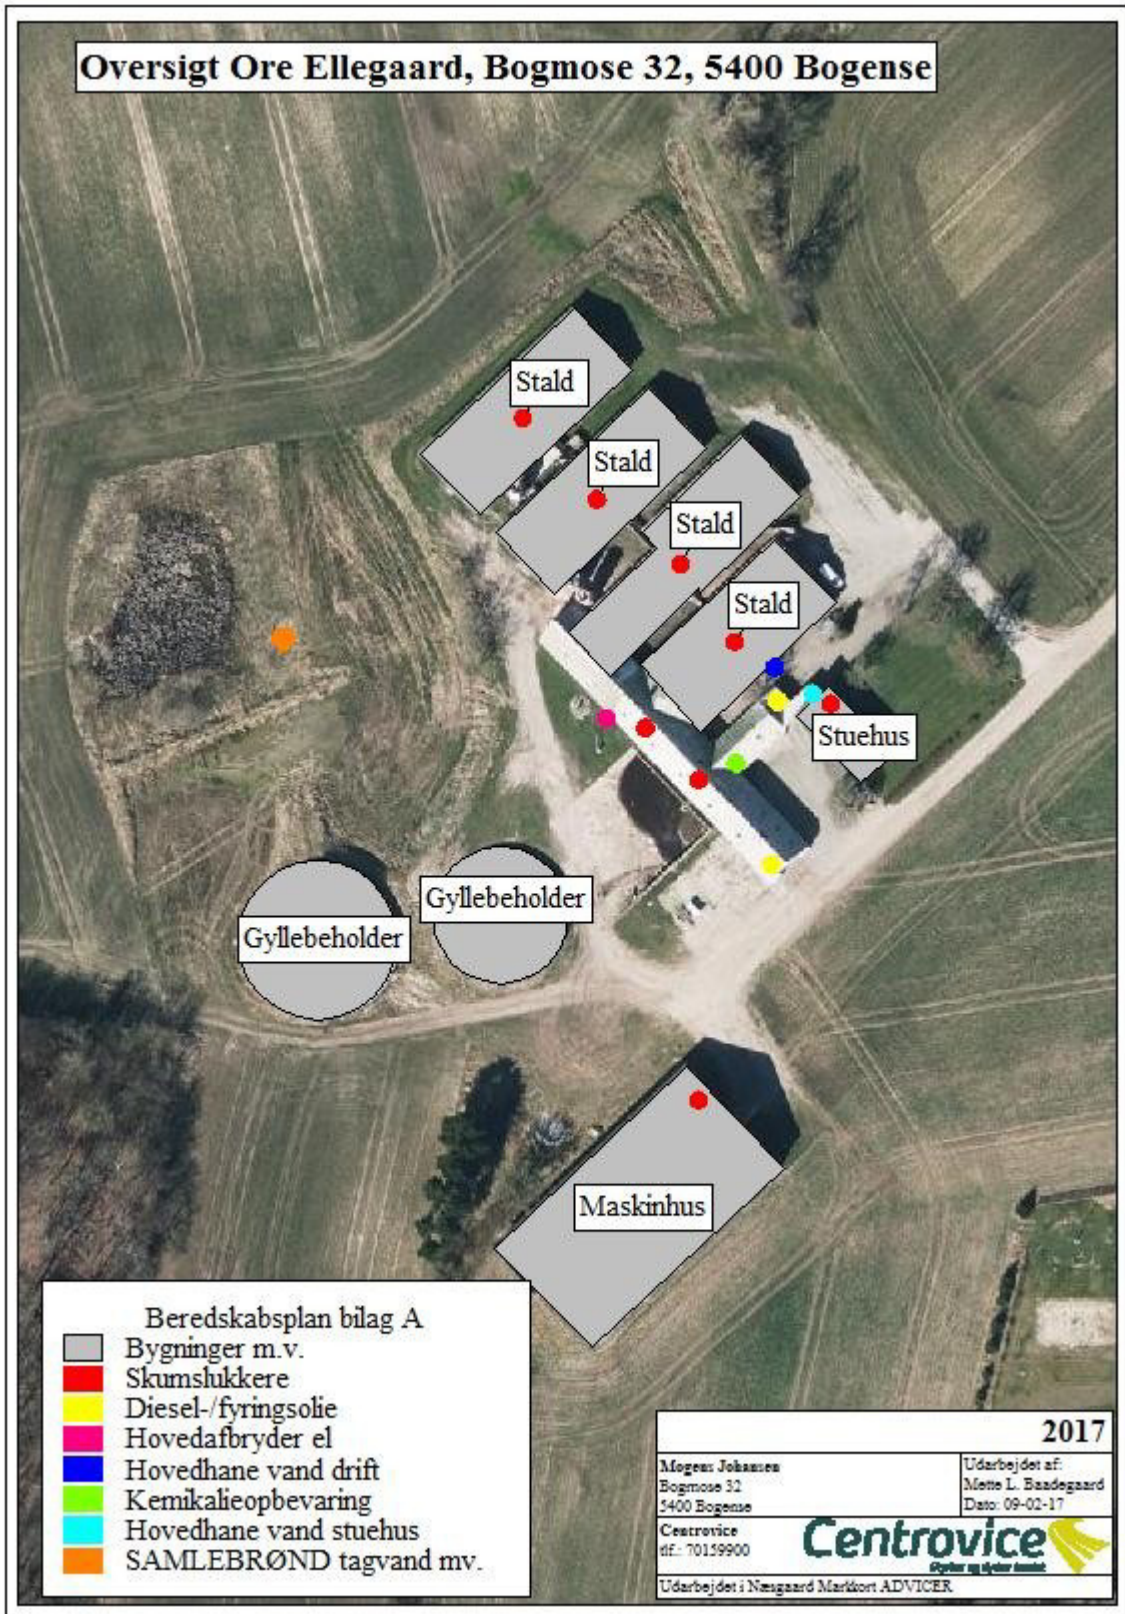 Oversigt Ore Ellegaard, Bogmose 32, 5400 Bogense
Stald
Stald
Stald
Stald
Stuehus
Gyllebeholder
Gyllebeholder
Maskinhus
Beredskabsplan bilag A
Bygninger m.v.
Skumslukkere
Diesel-/fyringsolie
Hovedafbryder el
Hovedhane vand drift
Kemikalieopbevaring
Hovedhane vand stuehus
SAMLEBRØND tagvand mv.
2017
Mogens Johansen
Bogmose 32
5400 Bogense
Udarbejdet af:
Mette L. Baadegaard
Dato: 09-02-17
Centrovice
tlf.: 70159900
Centrovice
Udarbejdet i Næsgaard Markkort ADVICER